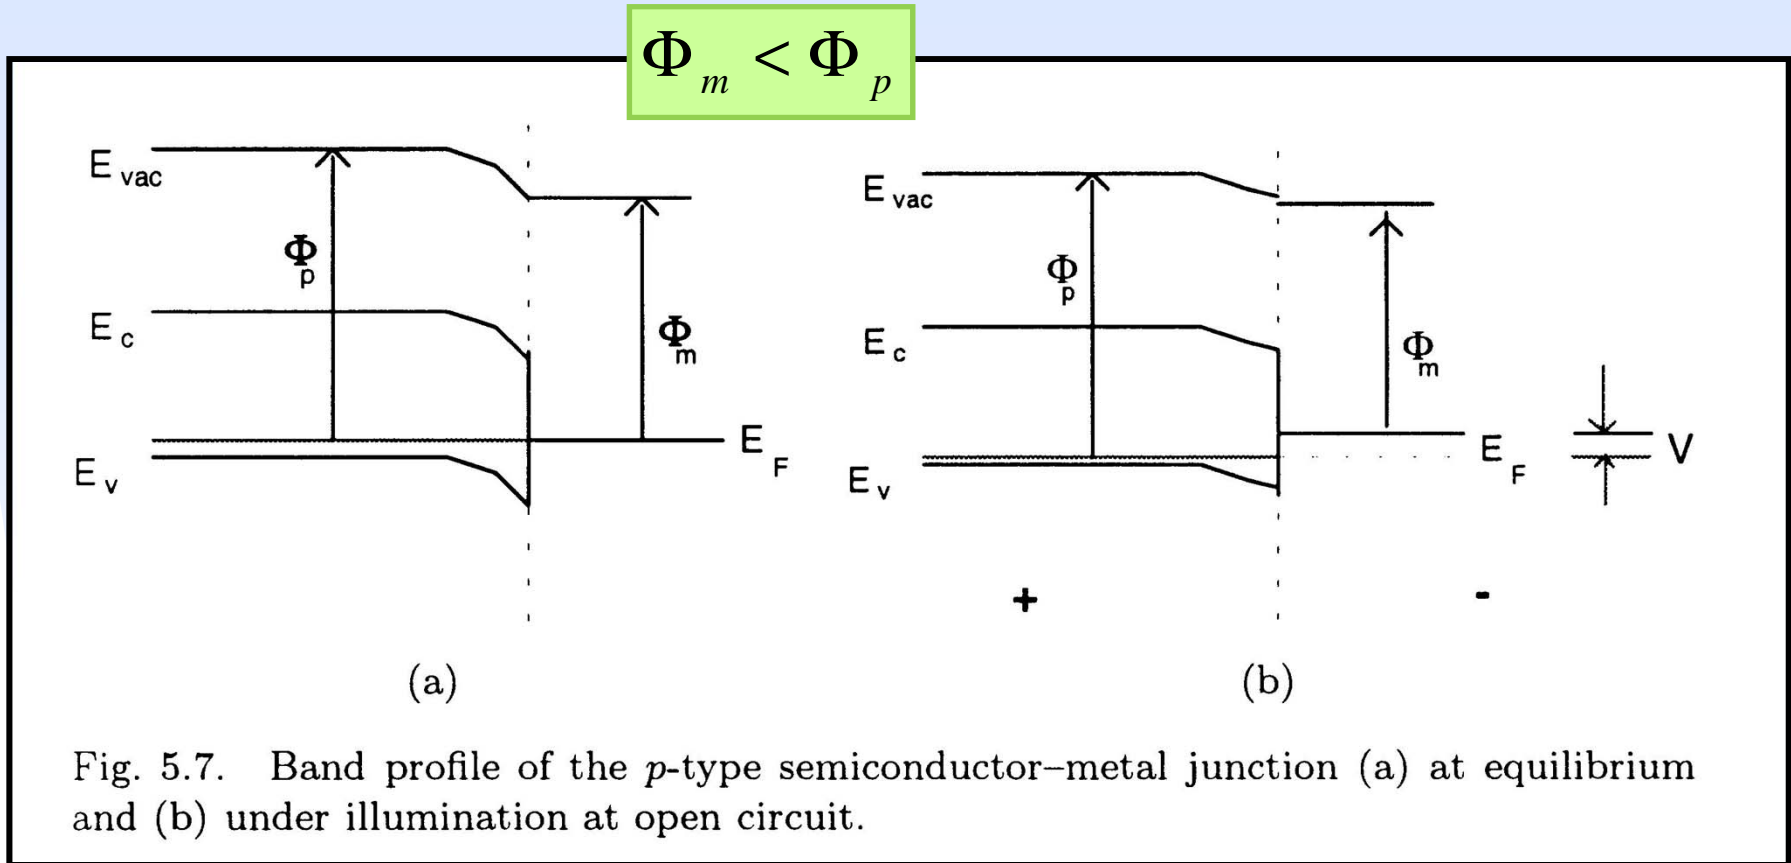 Φm < Φp
E vac
Φp
E c
Φm
E F
E v
(a)
E vac
Φp
E c
Φm
E F
V
E v
+
-
(b)
Fig. 5.7. Band profile of the p-type semiconductor–metal junction (a) at equilibrium
and (b) under illumination at open circuit.